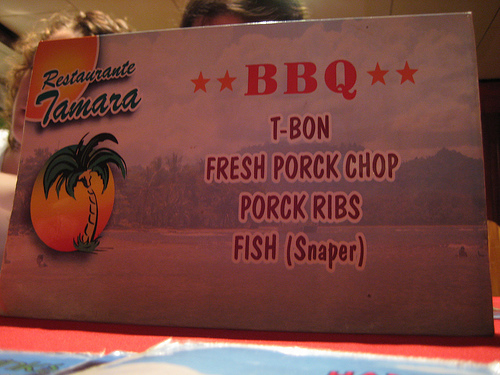 Restaurante
Tamara
★★BBQ★★
T-BON
FRESH PORCK CHOP
PORCK RIBS
FISH (Snaper)